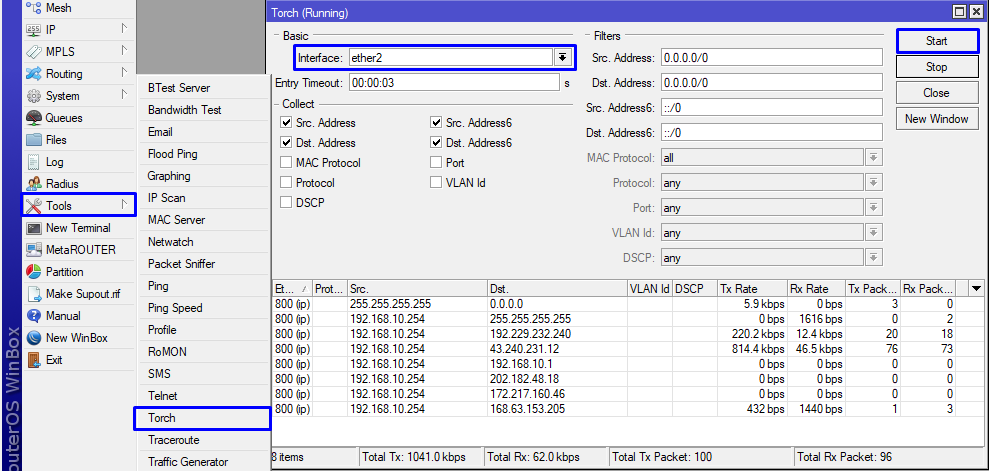 Mesh
IP
MPLS
Routing
System
Queues
Files
Log
Radius
Tools
New Terminal
MetaROUTER
Partition
Make Supout.rif
Manual
New WinBox
Exit
outerOS WinBox
BTest Server
Bandwidth Test
Email
Flood Ping
Graphing
IP Scan
MAC Server
Netwatch
Packet Sniffer
Ping
Ping Speed
Profile
RoMON
SMS
Telnet
Torch
Traceroute
Traffic Generator
Torch (Running)
Basic
Interface: ether2
Entry Timeout: 00:00:03 s
Collect
Src. Address Src. Address6
Dst. Address Dst. Address6
MAC Protocol Port
Protocol VLAN Id
DSCP
Filters
Src. Address: 0.0.0.0/0
Dst. Address: 0.0.0.0/0
Src. Address6: ::/0
Dst. Address6: ::/0
MAC Protocol: all
Protocol: any
Port: any
VLAN Id: any
DSCP: any
Start
Stop
Close
New Window
Et... Prot... Src. Dst. VLAN Id DSCP Tx Rate Rx Rate Tx Pack... Rx Pack...
800 (ip) 255.255.255.255 0.0.0.0 5.9 kbps 0 bps 3 0
800 (ip) 192.168.10.254 255.255.255.255 0 bps 1616 bps 0 2
800 (ip) 192.168.10.254 192.229.232.240 220.2 kbps 12.4 kbps 20 18
800 (ip) 192.168.10.254 43.240.231.12 814.4 kbps 46.5 kbps 76 73
800 (ip) 192.168.10.254 192.168.10.1 0 bps 0 bps 0 0
800 (ip) 192.168.10.254 202.182.48.18 0 bps 0 bps 0 0
800 (ip) 192.168.10.254 172.217.160.46 0 bps 0 bps 0 0
800 (ip) 192.168.10.254 168.63.153.205 432 bps 1440 bps 1 3
8 items Total Tx: 1041.0 kbps Total Rx: 62.0 kbps Total Tx Packet: 100 Total Rx Packet: 96